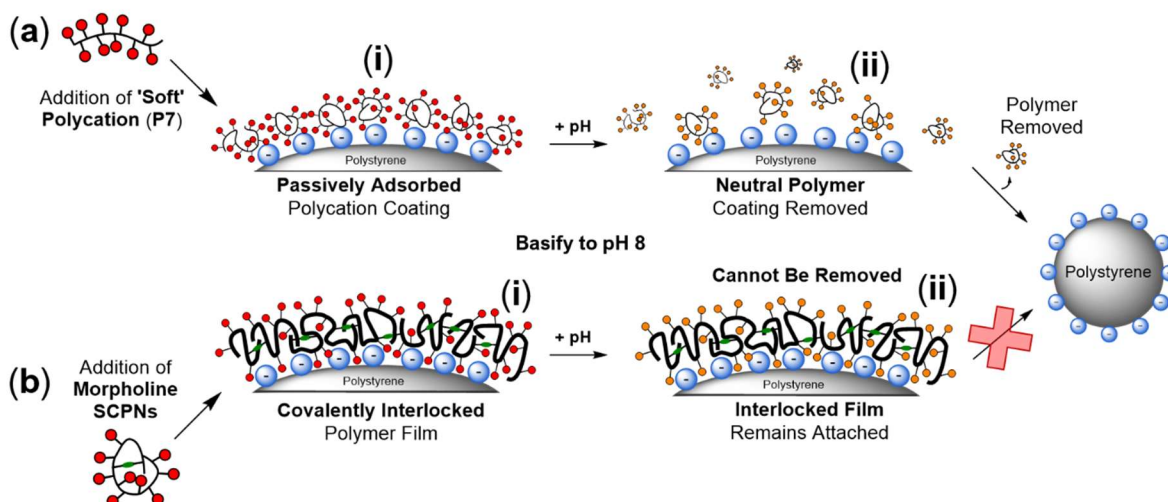 (a)
Addition of 'Soft'
Polycation (P7)
(i)
Polystyrene
Passively Adsorbed
Polycation Coating
+ pH
(ii)
Polystyrene
Neutral Polymer
Coating Removed
Polymer
Removed
Basify to pH 8
Polystyrene
(b)
Addition of
Morpholine
SCPNs
(i)
Polystyrene
Covalently Interlocked
Polymer Film
+ pH
Cannot Be Removed
(ii)
Polystyrene
Interlocked Film
Remains Attached